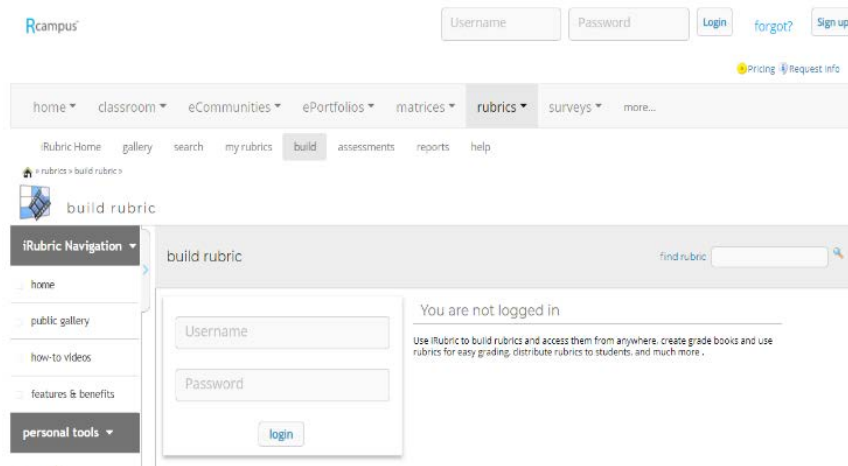 Rcampus
Username Password Login forgot? Sign up
Pricing Request Info
home classroom eCommunities ePortfolios matrices rubrics surveys more...
iRubric Home gallery search my rubrics build assessments reports help
» rubrics » build rubric »
build rubric
iRubric Navigation
home
public gallery
how-to videos
features & benefits
personal tools
build rubric
find rubric
Username
Password
login
You are not logged in
Use iRubric to build rubrics and access them from anywhere. create grade books and use
rubrics for easy grading. distribute rubrics to students. and much more .